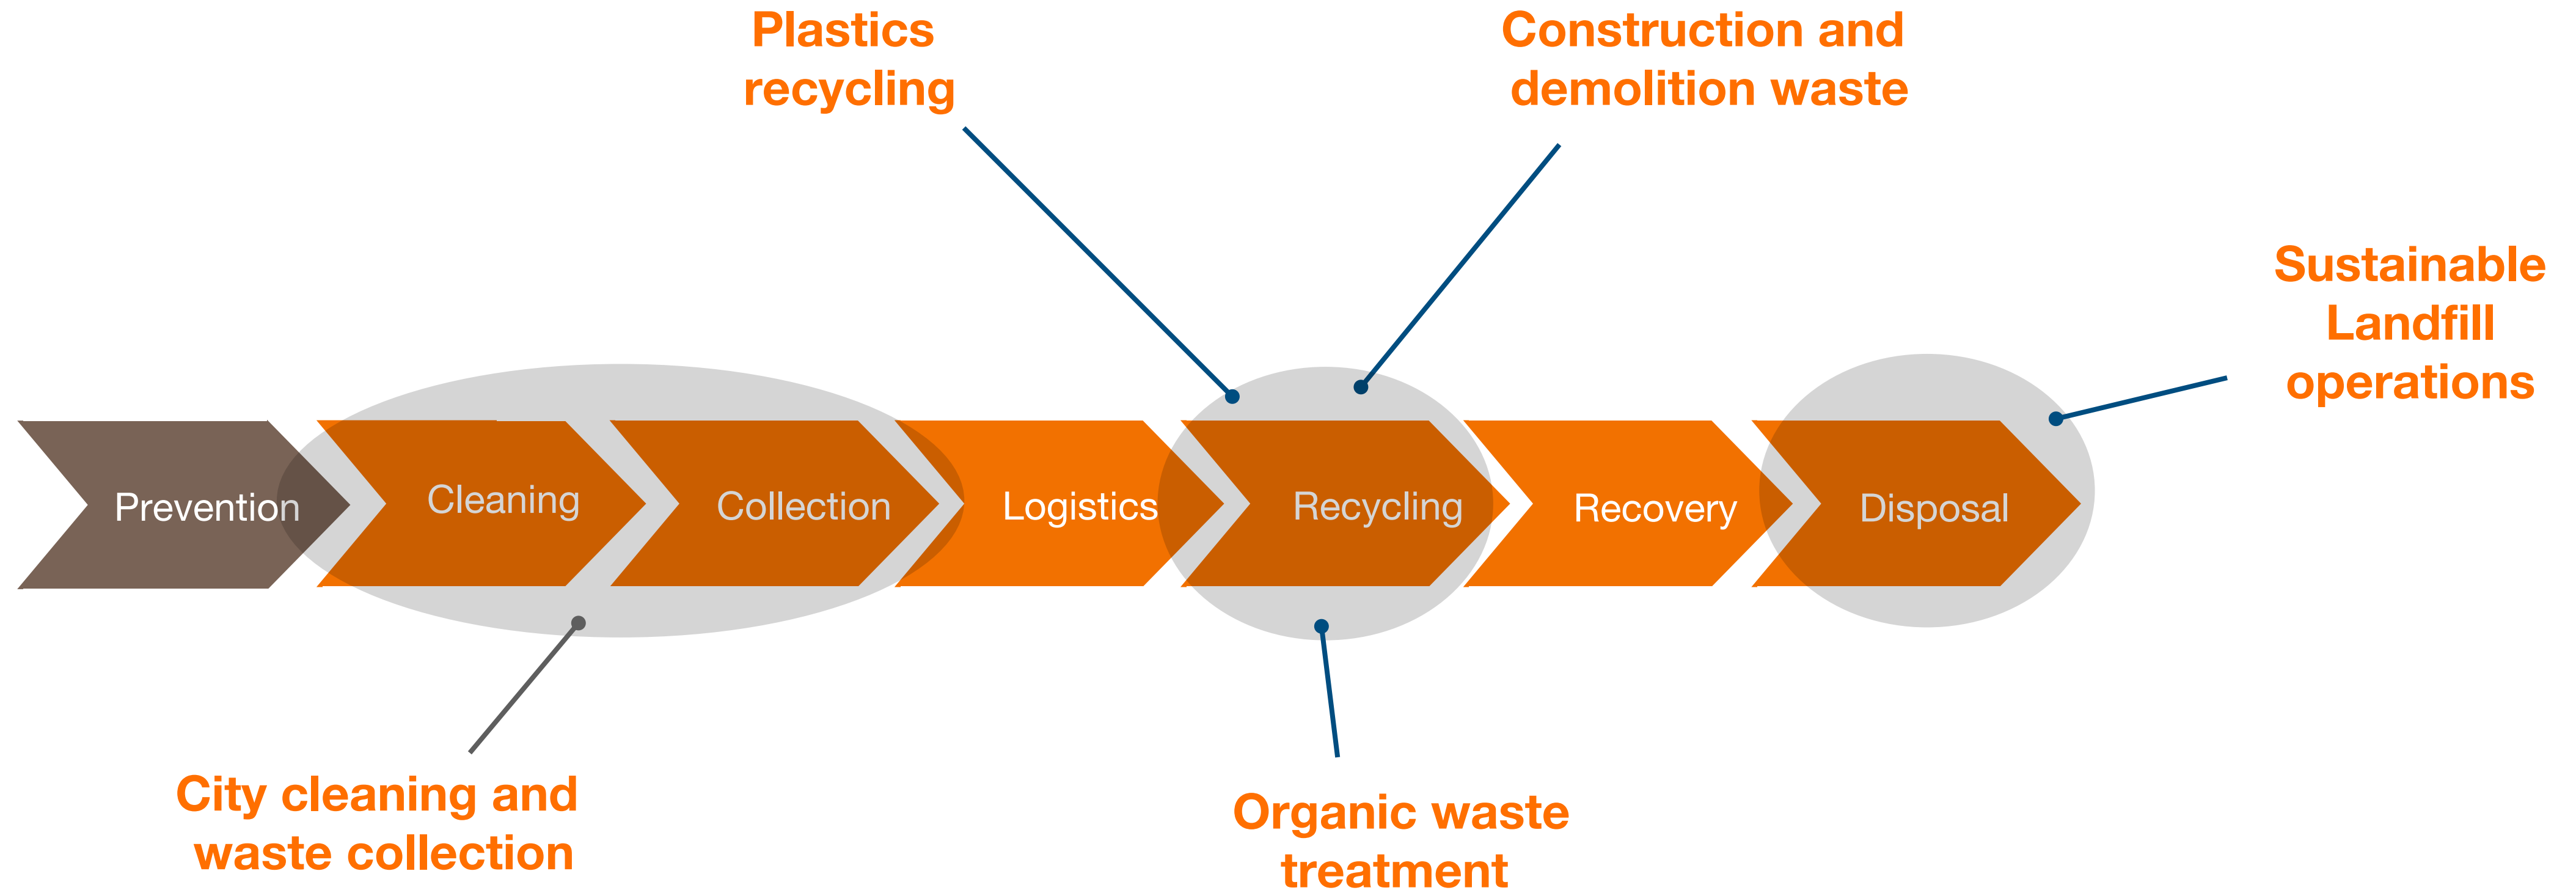 Plastics
recycling
Construction and
demolition waste
Sustainable
Landfill
operations
Prevention
Cleaning
Collection
Logistics
Recycling
Recovery
Disposal
City cleaning and
waste collection
Organic waste
treatment